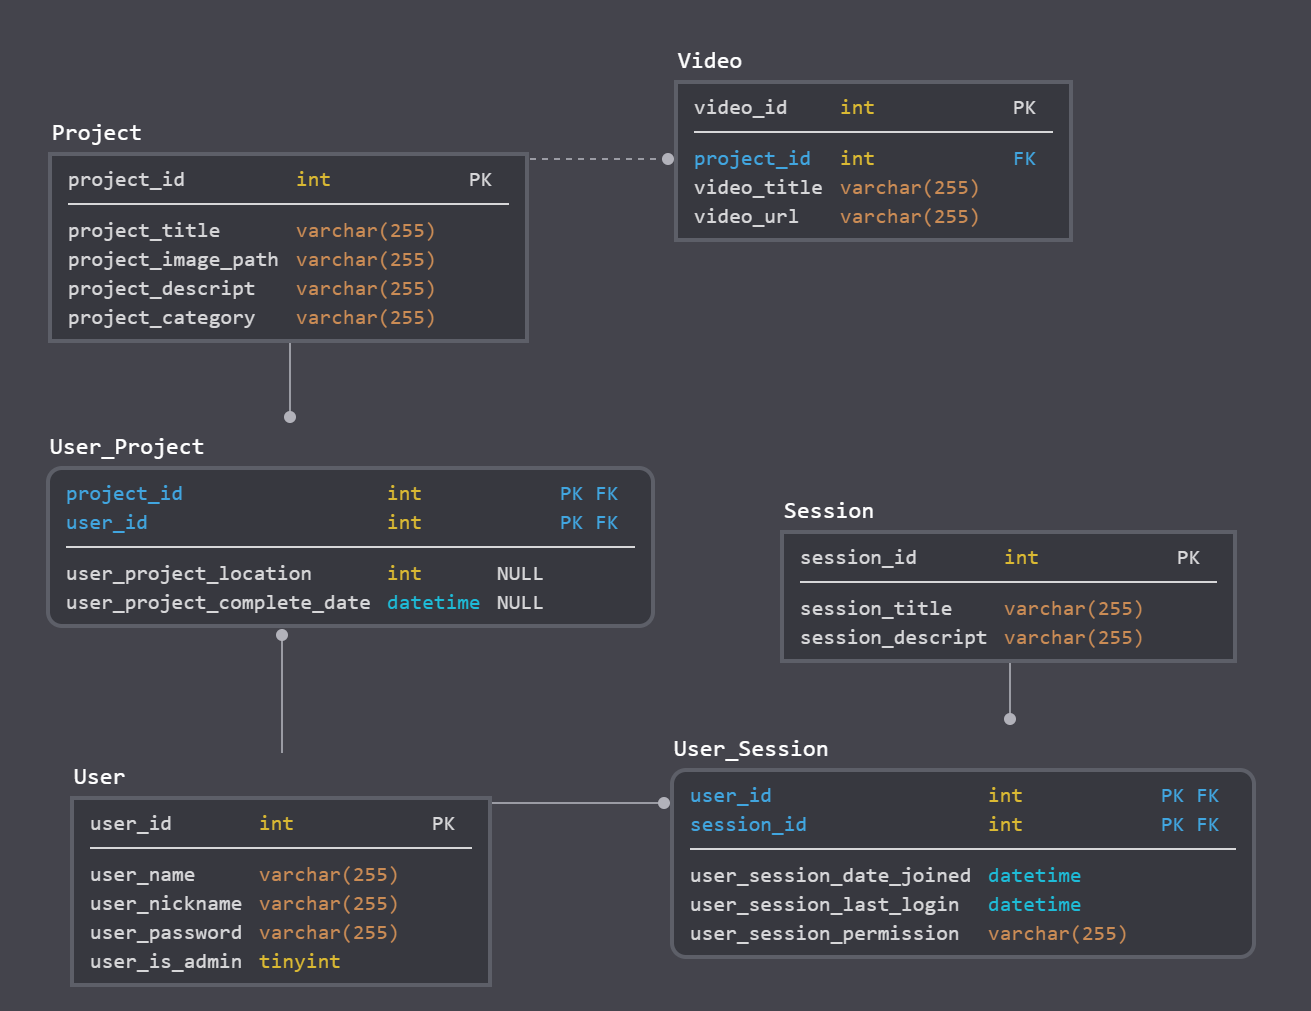 Video
video_id int PK
project_id int FK
video_title varchar(255)
video_url varchar(255)
Project
project_id int PK
project_title varchar(255)
project_image_path varchar(255)
project_descript varchar(255)
project_category varchar(255)
User_Project
project_id int PK FK
user_id int PK FK
user_project_location int NULL
user_project_complete_date datetime NULL
Session
session_id int PK
session_title varchar(255)
session_descript varchar(255)
User
user_id int PK
user_name varchar(255)
user_nickname varchar(255)
user_password varchar(255)
user_is_admin tinyint
User_Session
user_id int PK FK
session_id int PK FK
user_session_date_joined datetime
user_session_last_login datetime
user_session_permission varchar(255)